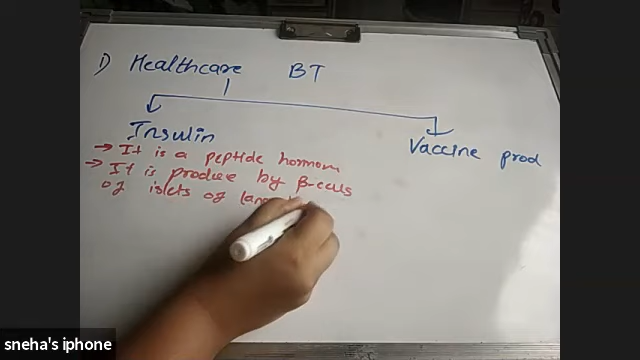 1) Healthcare BT
Insulin
Vaccine prod
→ It is a peptide hormon
→ It is produce by β-cells
of islets of lan
sneha's iphone